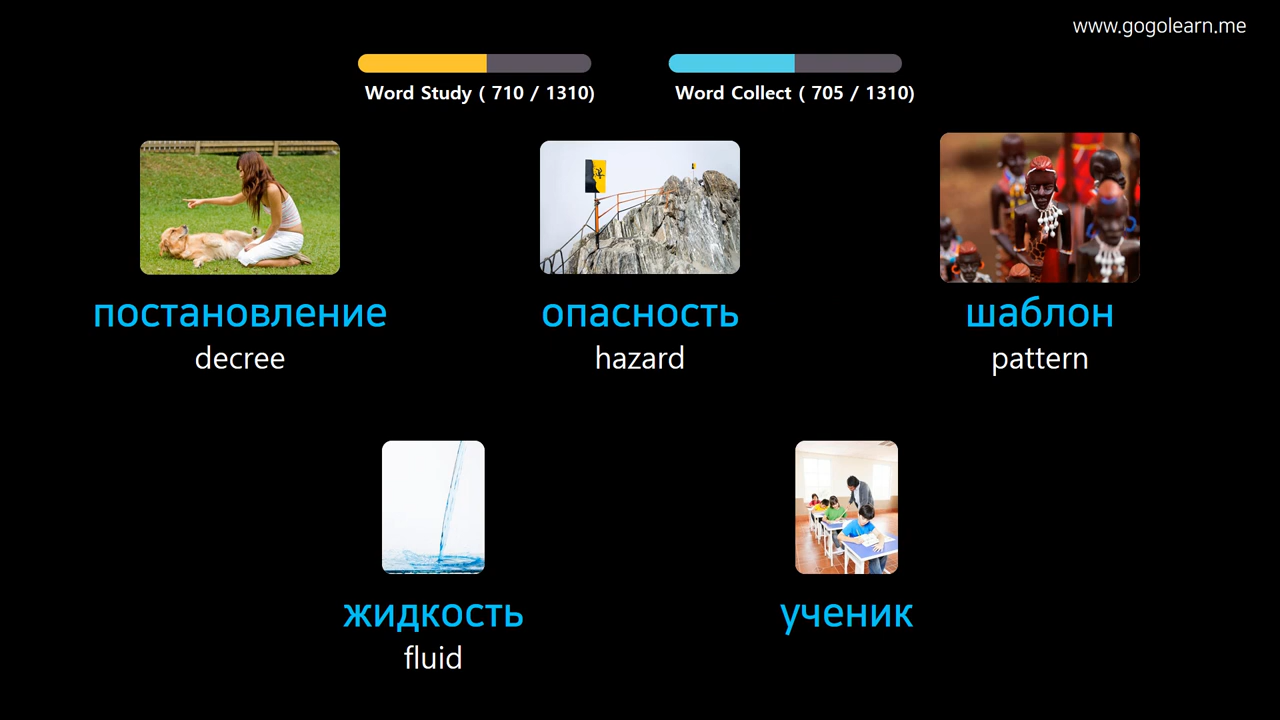 www.gogolearn.me
Word Study ( 710 / 1310)
Word Collect ( 705 / 1310)
постановление
decree
опасность
hazard
шаблон
pattern
жидкость
fluid
ученик